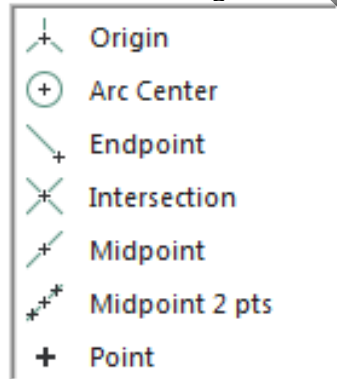 Origin
Arc Center
Endpoint
Intersection
Midpoint
Midpoint 2 pts
Point